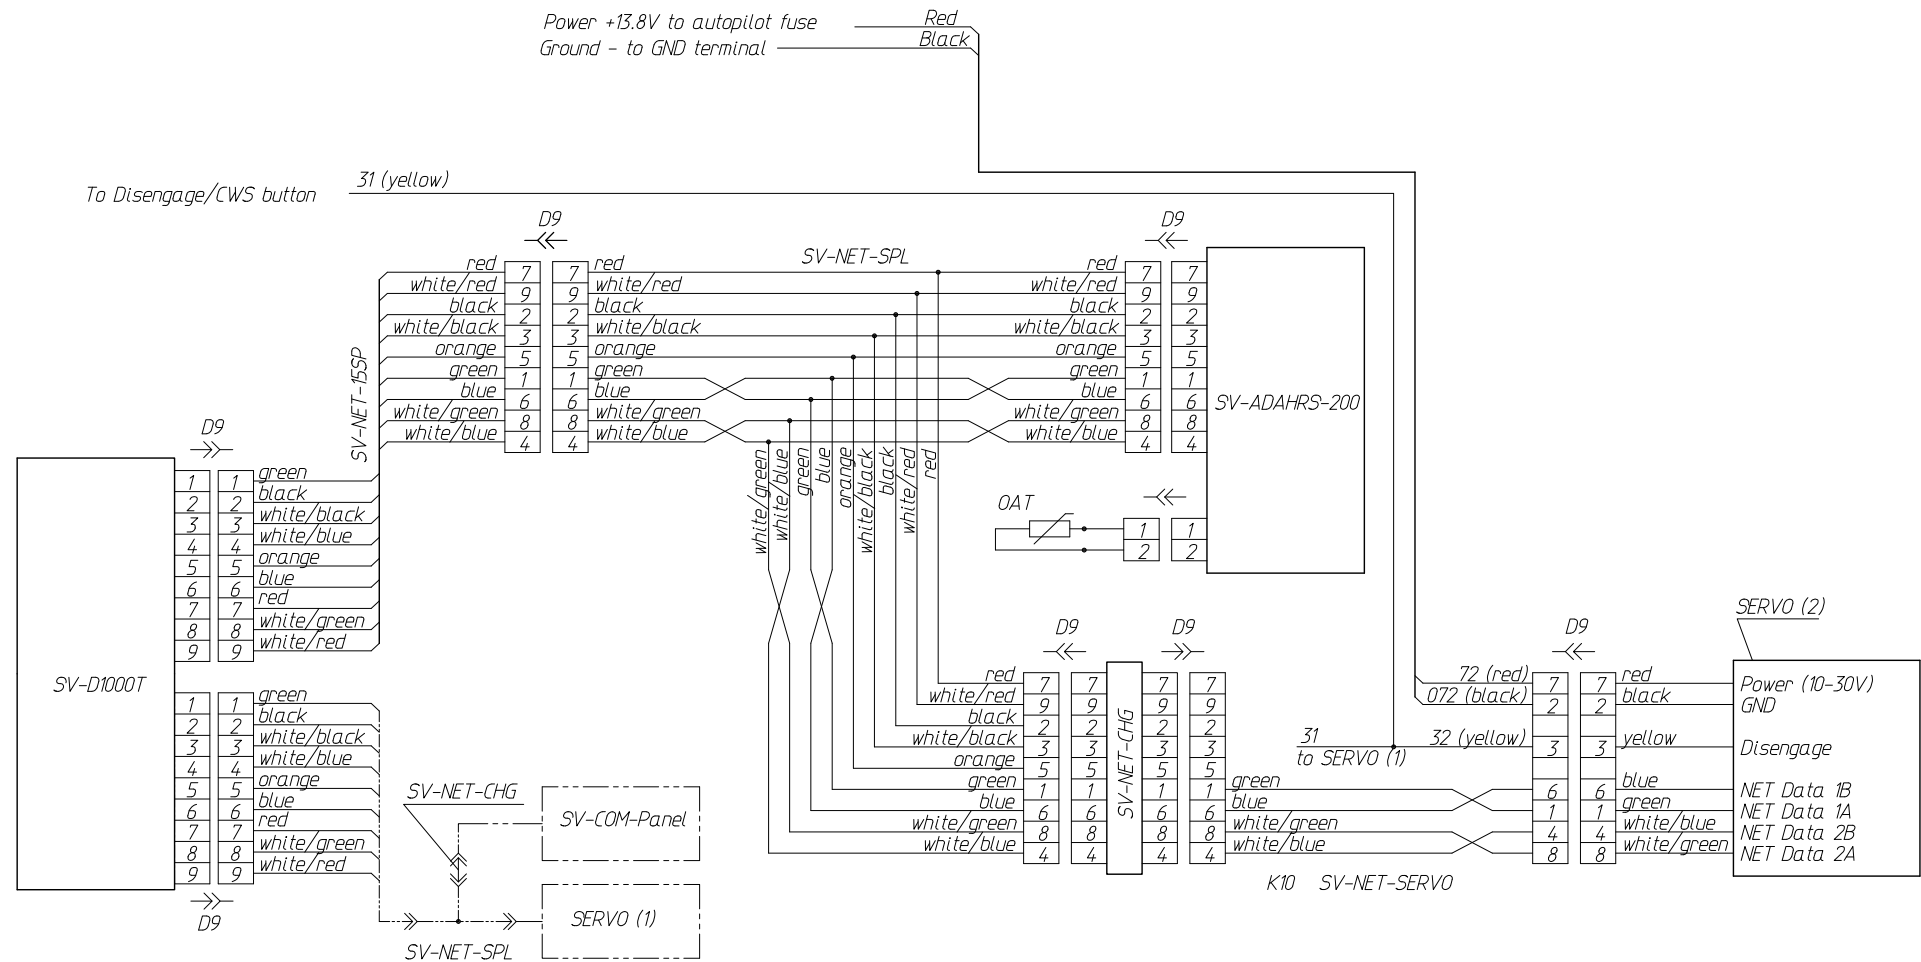 Power +13.8V to autopilot fuse
Red
Ground - to GND terminal
Black
To Disengage/CWS button
31 (yellow)
D9
D9
SV-NET-SPL
SV-NET-15SP
red 7 7 red
white/red 9 9 white/red
black 2 2 black
white/black 3 3 white/black
orange 5 5 orange
green 1 1 green
blue 6 6 blue
white/green 8 8 white/green
white/blue 4 4 white/blue
red 7 7
white/red 9 9
black 2 2
white/black 3 3
orange 5 5
green 1 1
blue 6 6
white/green 8 8
white/blue 4 4
SV-ADAHRS-200
OAT
1 1
2 2
white/green
white/blue
green
blue
orange
white/black
black
white/red
red
D9
1 1 green
2 2 black
3 3 white/black
4 4 white/blue
5 5 orange
6 6 blue
7 7 red
8 8 white/green
9 9 white/red
SV-D1000T
1 1 green
2 2 black
3 3 white/black
4 4 white/blue
5 5 orange
6 6 blue
7 7 red
8 8 white/green
9 9 white/red
D9
SV-NET-CHG
SV-COM-Panel
SERVO (1)
SV-NET-SPL
D9
D9
red 7 7
white/red 9 9
black 2 2
white/black 3 3
orange 5 5
green 1 1
blue 6 6
white/green 8 8
white/blue 4 4
SV-NET-CHG
7 7
9 9
2 2
3 3
5 5
1 1 green
6 6 blue
8 8 white/green
4 4 white/blue
K10 SV-NET-SERVO
31
to SERVO (1)
D9
72 (red) 7 7 red
072 (black) 2 2 black
32 (yellow) 3 3 yellow
6 6 blue
1 1 green
4 4 white/blue
8 8 white/green
SERVO (2)
Power (10-30V)
GND
Disengage
NET Data 1B
NET Data 1A
NET Data 2B
NET Data 2A